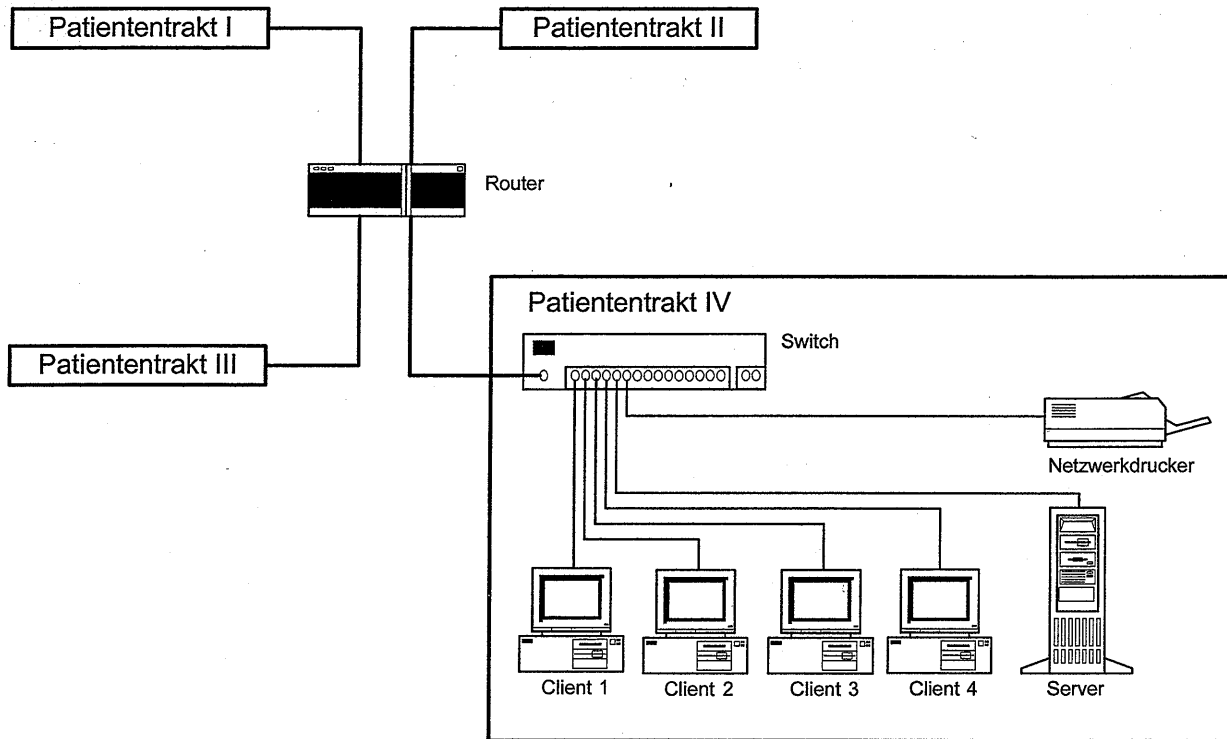 Patiententrakt I
Patiententrakt II
Router
Patiententrakt III
Patiententrakt IV
Switch
Netzwerkdrucker
Client 1
Client 2
Client 3
Client 4
Server